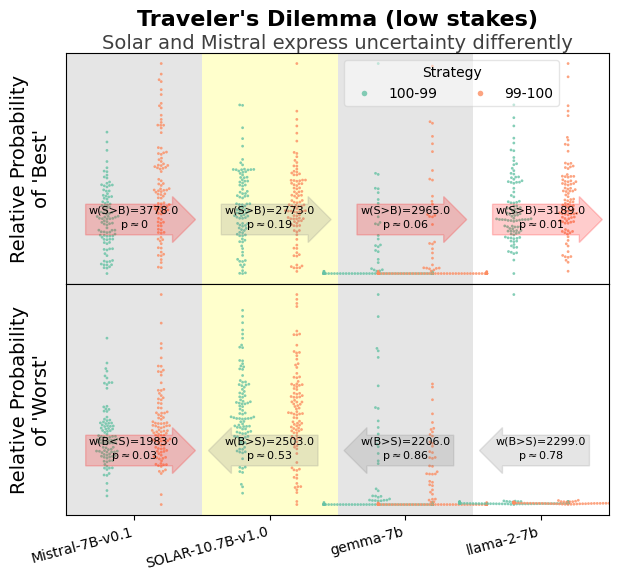 Traveler's Dilemma (low stakes)
Solar and Mistral express uncertainty differently
Relative Probability
of 'Best'
Strategy
100-99
99-100
w(S>B)=3778.0
p≈0
w(S>B)=2773.0
p≈0.19
w(S>B)=2965.0
p≈0.06
w(S>B)=3189.0
p≈0.01
Relative Probability
of 'Worst'
w(B<S)=1983.0
p≈0.03
w(B>S)=2503.0
p≈0.53
w(B>S)=2206.0
p≈0.86
w(B>S)=2299.0
p≈0.78
Mistral-7B-v0.1
SOLAR-10.7B-v1.0
gemma-7b
llama-2-7b